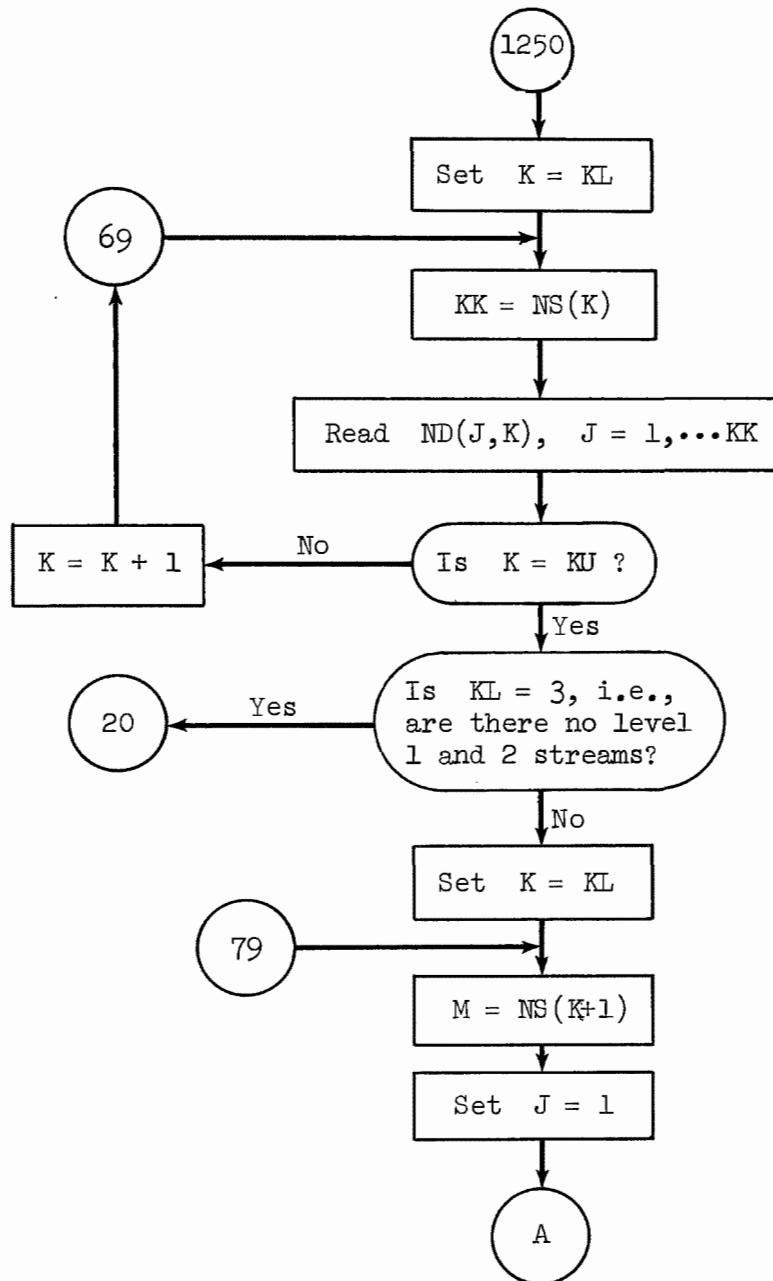 1250
Set K = KL
69
KK = NS(K)
Read ND(J,K), J = 1,...KK
K = K + 1
No
Is K = KU ?
Yes
20
Yes
Is KL = 3, i.e.,
are there no level
1 and 2 streams?
No
Set K = KL
79
M = NS(K+1)
Set J = 1
A